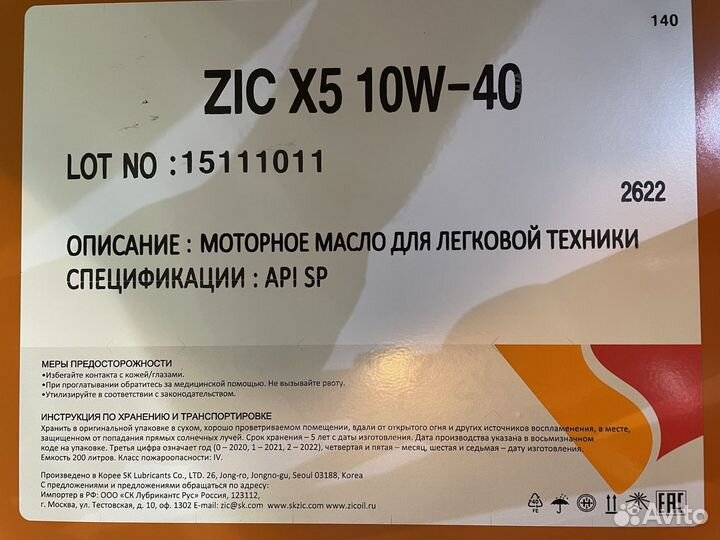 140
ZIC X5 10W-40
LOT NO :15111011
2622
ОПИСАНИЕ : МОТОРНОЕ МАСЛО ДЛЯ ЛЕГКОВОЙ ТЕХНИКИ
СПЕЦИФИКАЦИИ : API SP
МЕРЫ ПРЕДОСТОРОЖНОСТИ
•Избегайте контакта с кожей/глазами.
•При проглатывании обратитесь за медицинской помощью. Не вызывайте рвоту.
•Утилизируйте в соответствии с законодательством.
ИНСТРУКЦИЯ ПО ХРАНЕНИЮ И ТРАНСПОРТИРОВКЕ
Хранить в оригинальной упаковке в сухом, хорошо проветриваемом помещении, вдали от открытого огня и других источников воспламенения, в месте,
защищенном от попадания прямых солнечных лучей. Срок хранения – 5 лет с даты изготовления. Дата производства указана в восьмизначном
коде на упаковке. Третья цифра означает год (0 – 2020, 1 – 2021, 2 – 2022), четвертая и пятая – месяц, шестая и седьмая – дату изготовления.
Емкость 200 литров. Класс пожароопасности: IV.
Произведено в Корее SK Lubricants Co., LTD. 26, Jong-ro, Jongno-gu, Seoul 03188, Korea
С предложениями и предложениями обращаться по адресу:
Импортер в РФ: ООО «СК Лубрикантс Рус» Россия, 123112,
г. Москва, ул. Тестовская, д. 10, оф. 1302 E-mail: zic@sk.com www.skzic.com www.zicoil.ru
40
FE
EAC
Avito